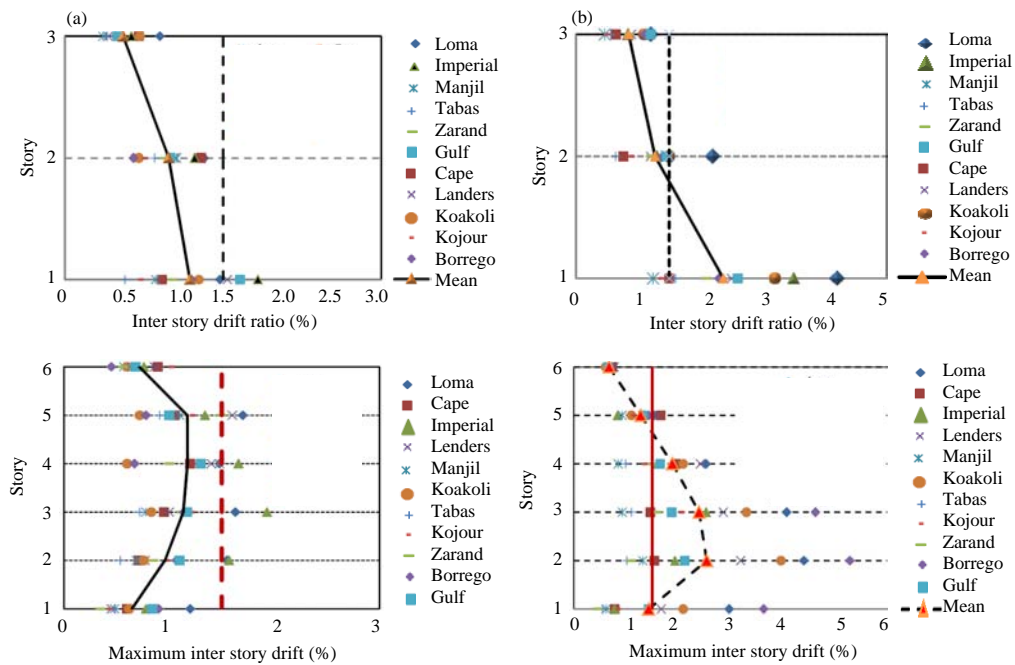 (a)
3
2
1
Story
0
0.5
1.0
1.5
2.0
3.0
Inter story drift ratio (%)
Loma
Imperial
Manjil
Tabas
Zarand
Gulf
Cape
Landers
Koakoli
Kojour
Borrego
Mean
(b)
3
2
1
Story
0
1
2
3
4
5
Inter story drift ratio (%)
Loma
Imperial
Manjil
Tabas
Zarand
Gulf
Cape
Landers
Koakoli
Kojour
Borrego
Mean
6
5
4
3
2
1
Story
0
1
2
3
Maximum inter story drift (%)
Loma
Cape
Imperial
Lenders
Manjil
Koakoli
Tabas
Kojour
Zarand
Borrego
Gulf
6
5
4
3
2
1
Story
0
1
2
3
4
5
6
Maximum inter story drift (%)
Loma
Cape
Imperial
Lenders
Manjil
Koakoli
Tabas
Kojour
Zarand
Borrego
Gulf
Mean